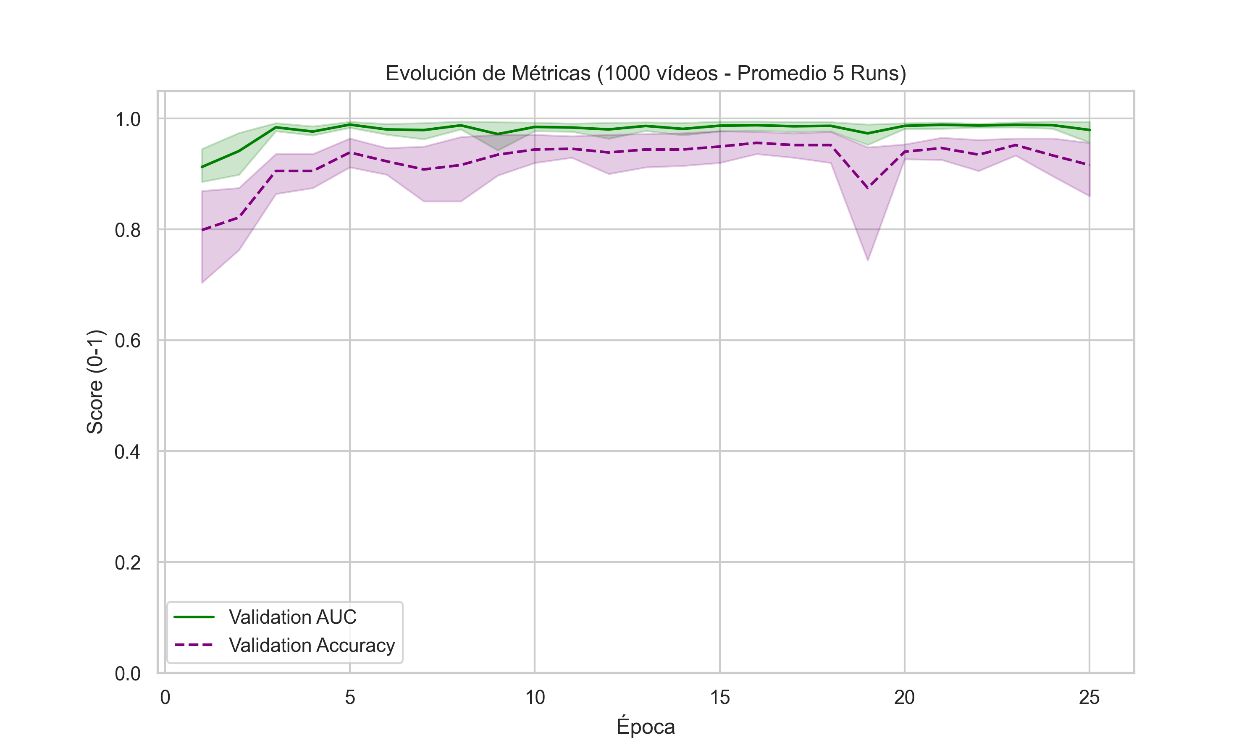 Evolución de Métricas (1000 vídeos - Promedio 5 Runs)
Score (0-1)
1.0
0.8
0.6
0.4
0.2
0.0
Validation AUC
Validation Accuracy
0 5 10 15 20 25
Época